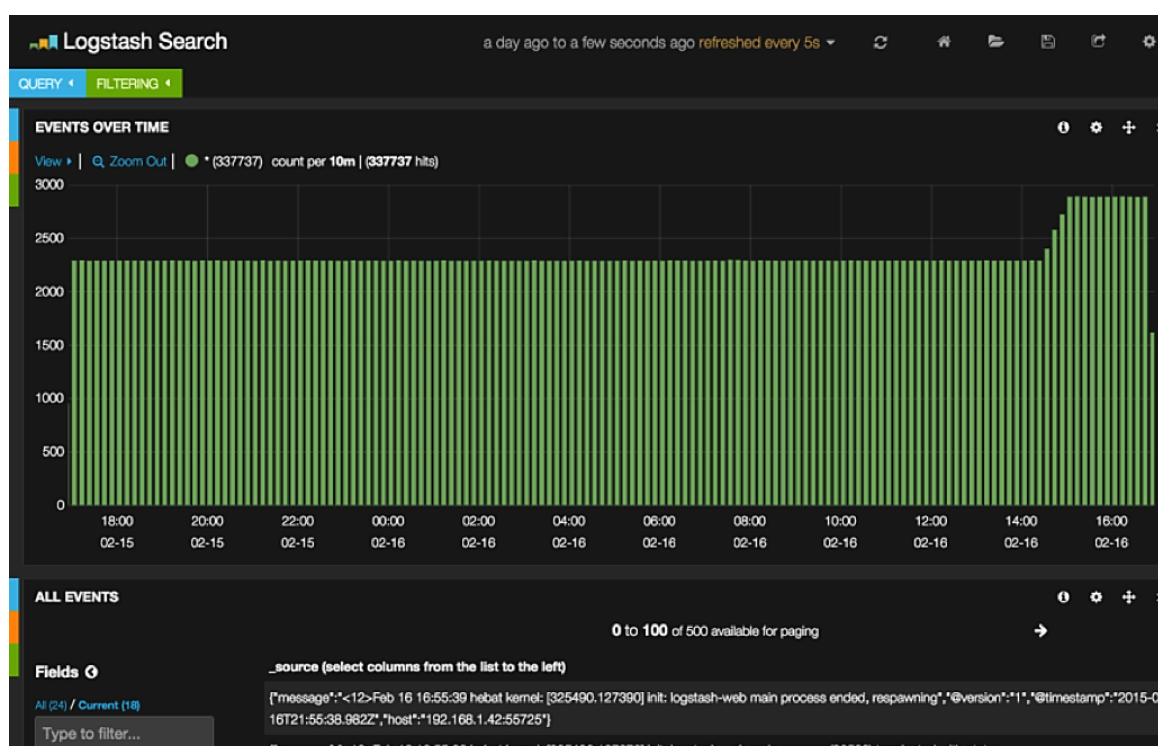 Logstash Search
a day ago to a few seconds ago refreshed every 5s
QUERY FILTERING
EVENTS OVER TIME
View | Zoom Out | * (337737) count per 10m | (337737 hits)
3000
2500
2000
1500
1000
500
0
18:00 20:00 22:00 00:00 02:00 04:00 06:00 08:00 10:00 12:00 14:00 16:00
02-15 02-15 02-15 02-16 02-16 02-16 02-16 02-16 02-16 02-16 02-16 02-16
ALL EVENTS
0 to 100 of 500 available for paging
Fields
_source (select columns from the list to the left)
All (24) / Current (18)
Type to filter...
{"message":"<12>Feb 16 16:55:39 hebat kernel: [325490.127390] init: logstash-web main process ended, respawning","@version":"1","@timestamp":"2015-0
16T21:55:38.982Z","host":"192.168.1.42:55725"}